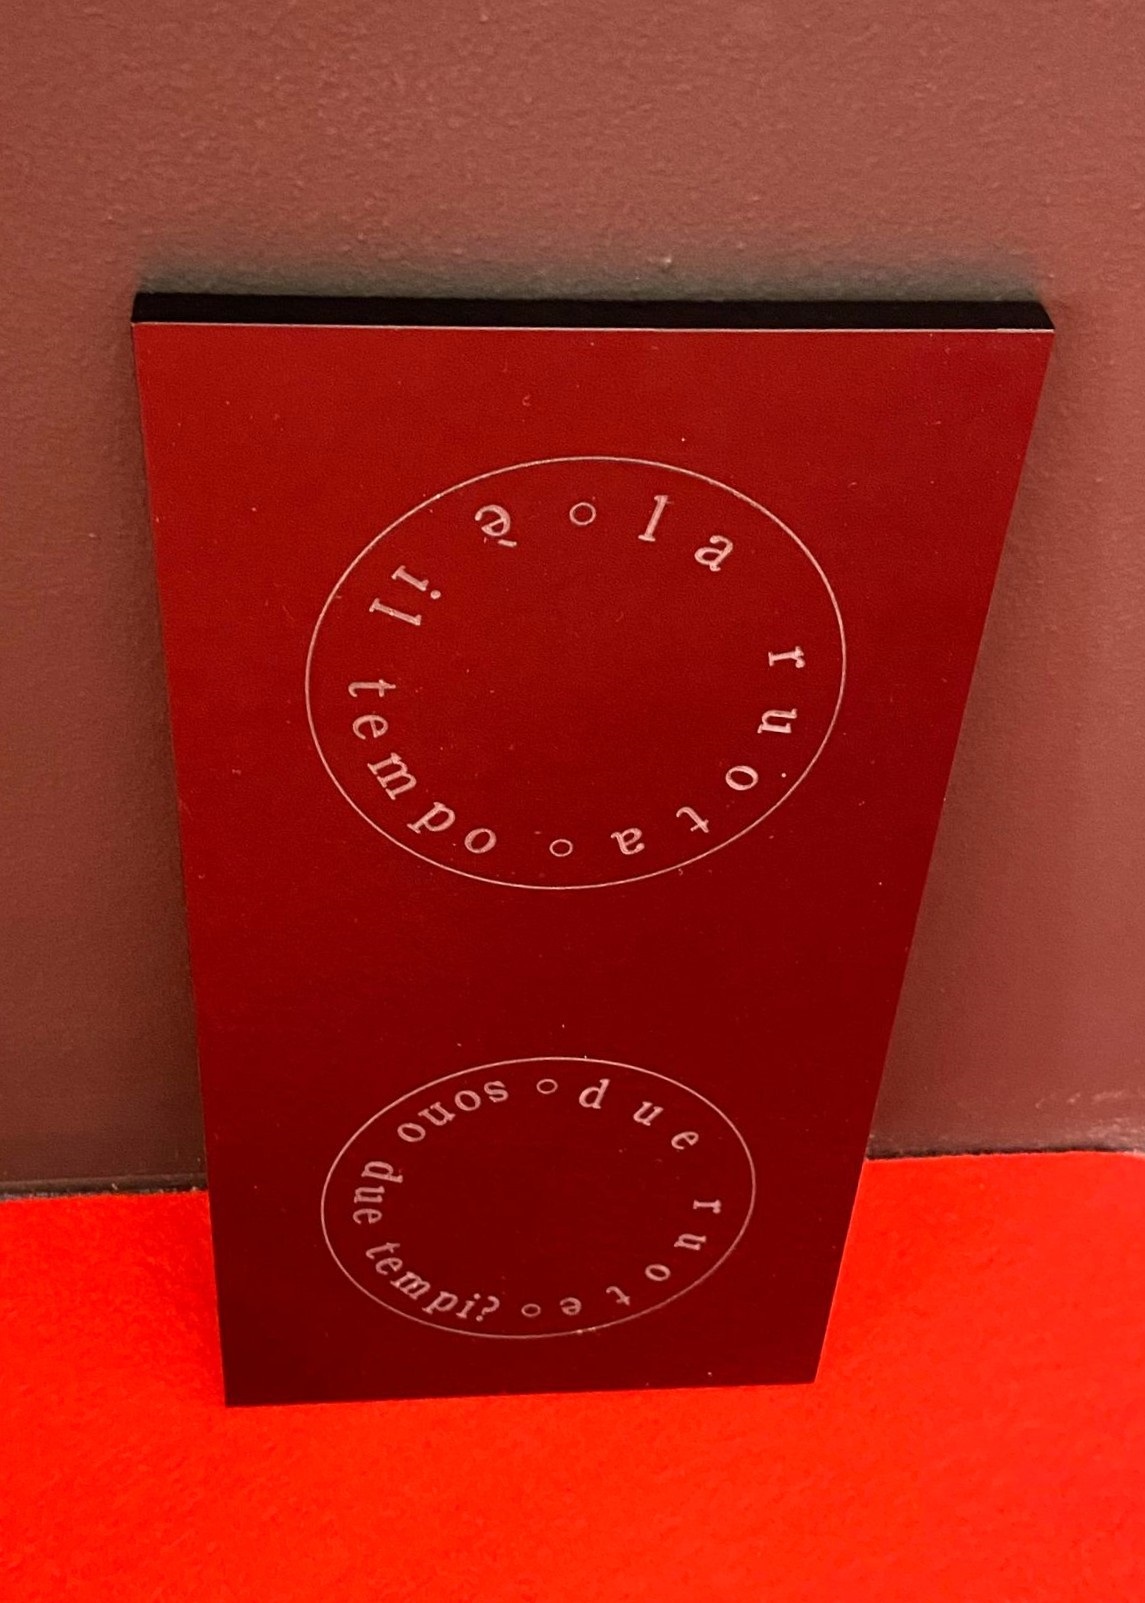 ○ la ruota ○ è il tempo
○ due ruote ○ sono due tempi?